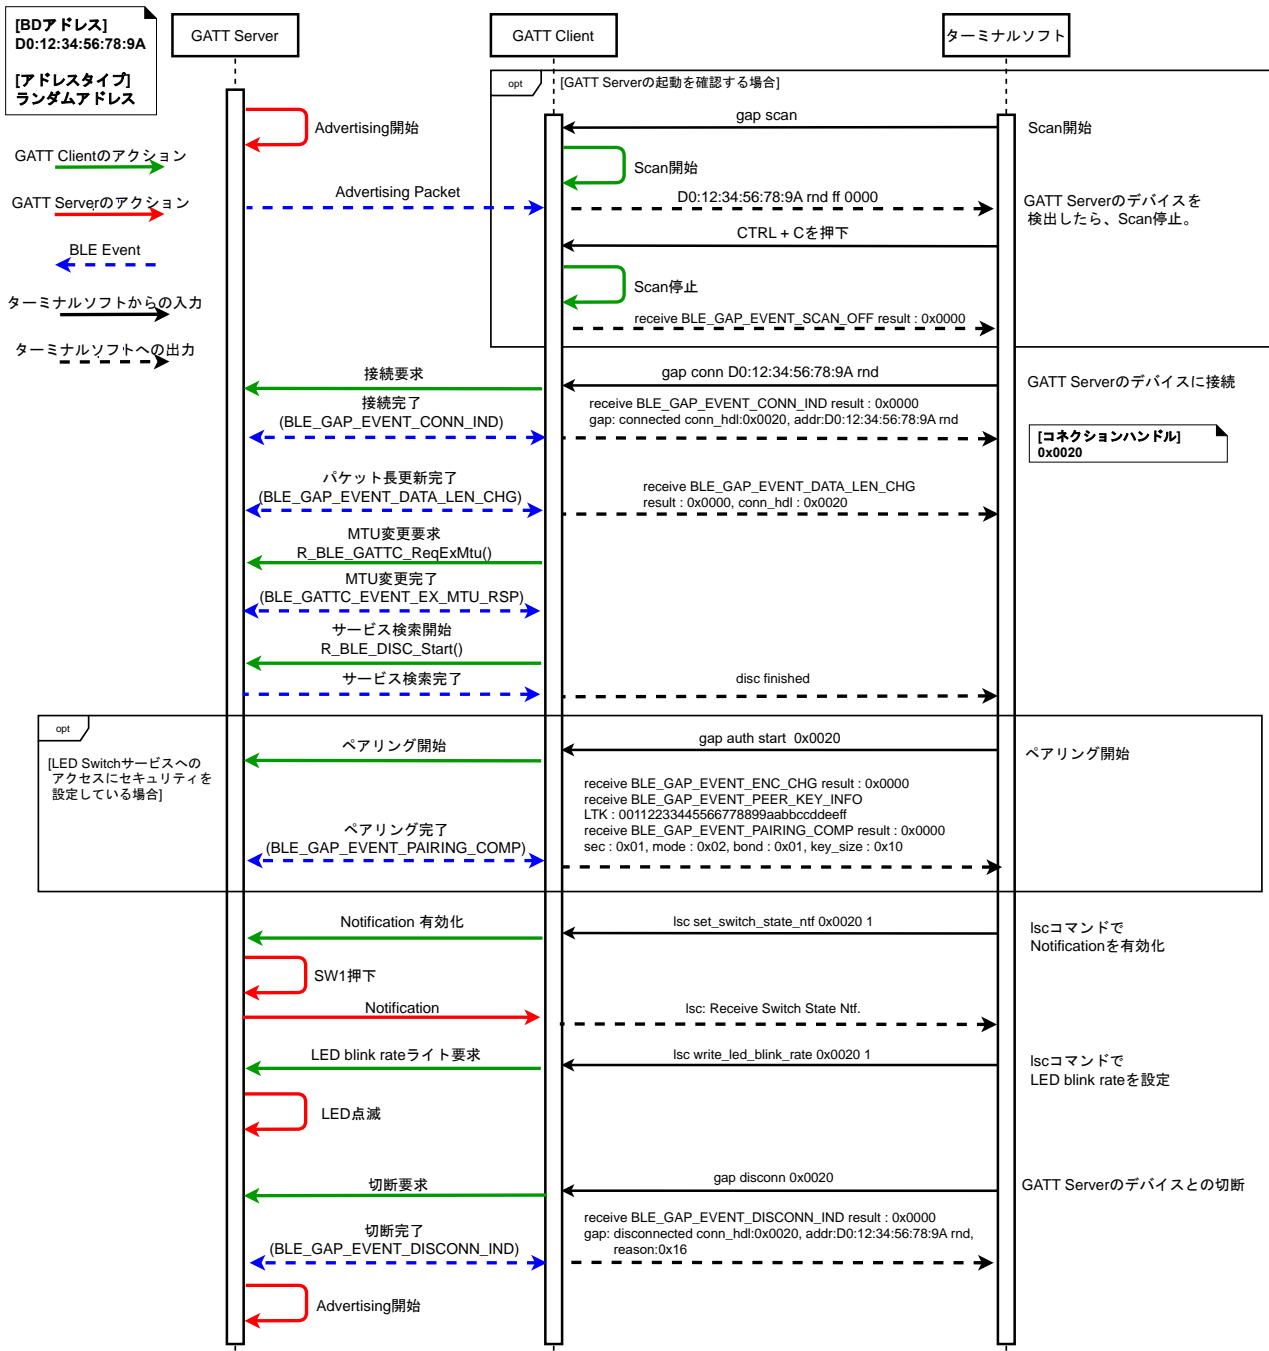 [BDアドレス]
D0:12:34:56:78:9A
[アドレスタイプ]
ランダムアドレス
GATT Server
GATT Client
ターミナルソフト
opt
[GATT Serverの起動を確認する場合]
GATT Clientのアクション
GATT Serverのアクション
BLE Event
ターミナルソフトからの入力
ターミナルソフトへの出力
Advertising開始
gap scan
Scan開始
Scan開始
Advertising Packet
D0:12:34:56:78:9A rnd ff 0000
GATT Serverのデバイスを
検出したら、Scan停止。
CTRL + Cを押下
Scan停止
receive BLE_GAP_EVENT_SCAN_OFF result : 0x0000
接続要求
gap conn D0:12:34:56:78:9A rnd
GATT Serverのデバイスに接続
接続完了
(BLE_GAP_EVENT_CONN_IND)
receive BLE_GAP_EVENT_CONN_IND result : 0x0000
gap: connected conn_hdl:0x0020, addr:D0:12:34:56:78:9A rnd
[コネクションハンドル]
0x0020
パケット長更新完了
(BLE_GAP_EVENT_DATA_LEN_CHG)
receive BLE_GAP_EVENT_DATA_LEN_CHG
result : 0x0000, conn_hdl : 0x0020
MTU変更要求
R_BLE_GATTC_ReqExMtu()
MTU変更完了
(BLE_GATTC_EVENT_EX_MTU_RSP)
サービス検索開始
R_BLE_DISC_Start()
サービス検索完了
disc finished
opt
[LED Switchサービスへの
アクセスにセキュリティを
設定している場合]
ペアリング開始
gap auth start 0x0020
ペアリング開始
receive BLE_GAP_EVENT_ENC_CHG result : 0x0000
receive BLE_GAP_EVENT_PEER_KEY_INFO
LTK : 00112233445566778899aabbccddeeff
receive BLE_GAP_EVENT_PAIRING_COMP result : 0x0000
sec : 0x01, mode : 0x02, bond : 0x01, key_size : 0x10
ペアリング完了
(BLE_GAP_EVENT_PAIRING_COMP)
Notification 有効化
lsc set_switch_state_ntf 0x0020 1
lscコマンドで
Notificationを有効化
SW1押下
Notification
lsc: Receive Switch State Ntf.
LED blink rateライト要求
lsc write_led_blink_rate 0x0020 1
lscコマンドで
LED blink rateを設定
LED点滅
切断要求
gap disconn 0x0020
GATT Serverのデバイスとの切断
切断完了
(BLE_GAP_EVENT_DISCONN_IND)
receive BLE_GAP_EVENT_DISCONN_IND result : 0x0000
gap: disconnected conn_hdl:0x0020, addr:D0:12:34:56:78:9A rnd,
reason:0x16
Advertising開始